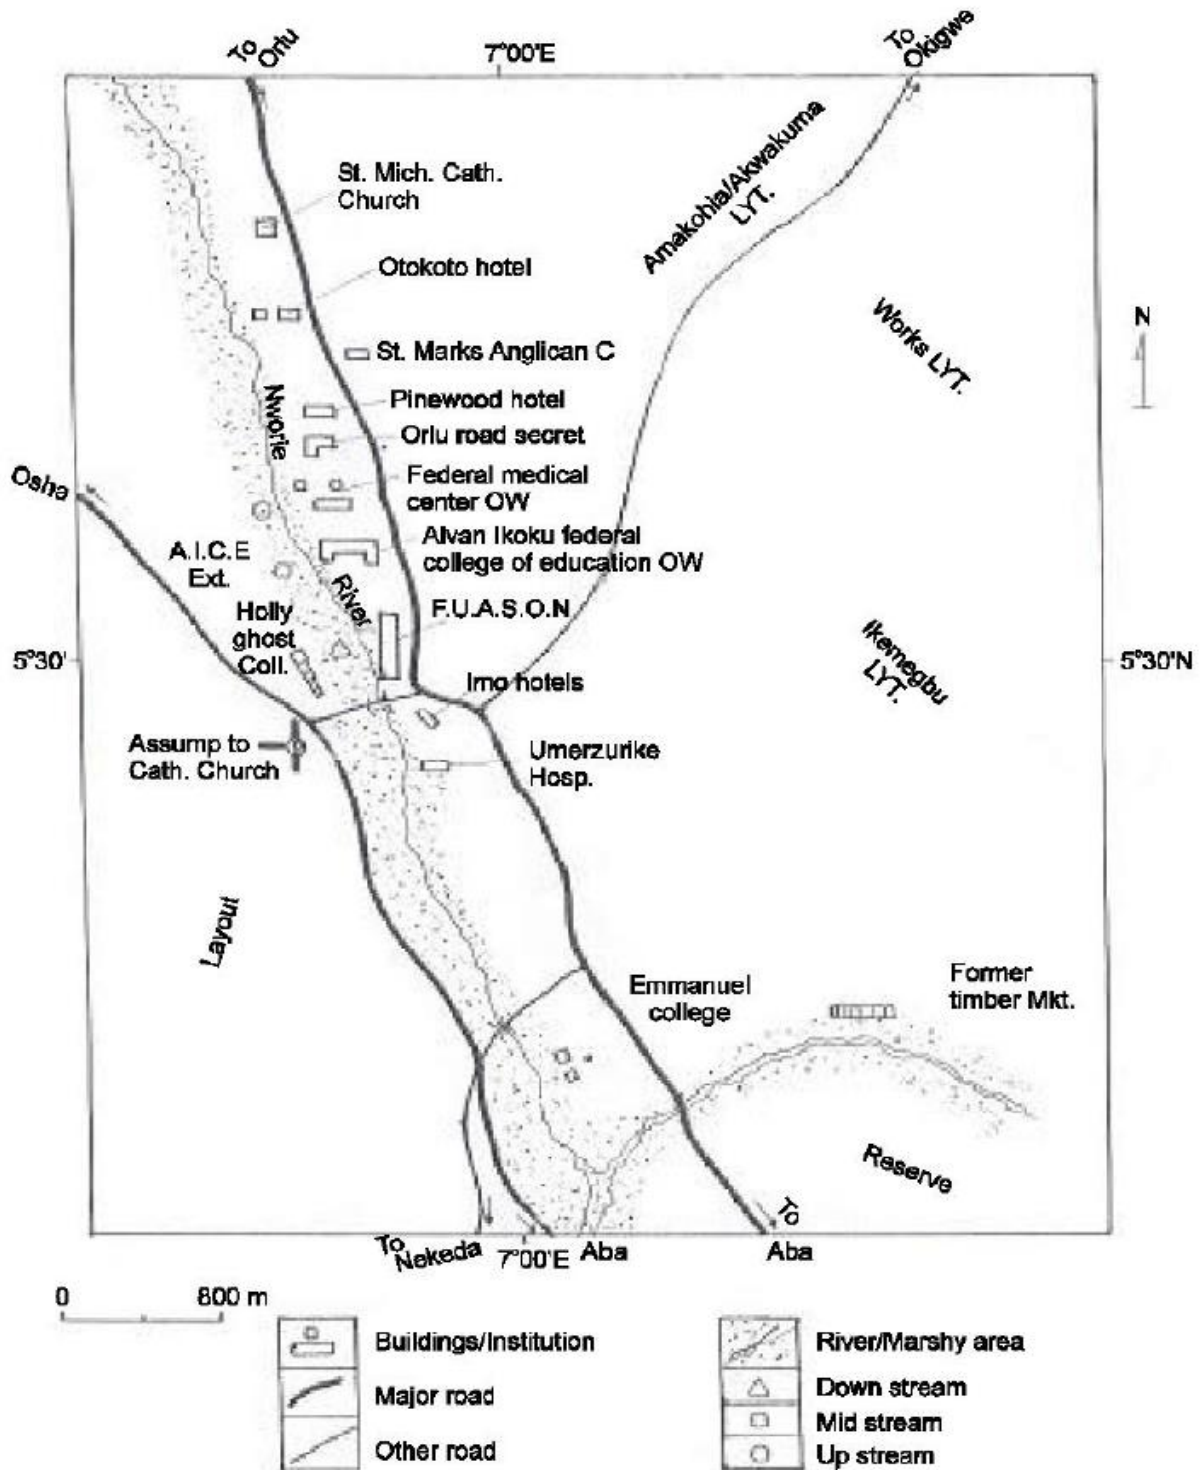 To
Orlu
7°00'E
To
Okigwe
St. Mich. Cath.
Church
Amakohia/Akwakuma
LYT.
Otokoto hotel
Works LYT.
N
St. Marks Anglican C
Pinewood hotel
Nworie
Orlu road secret
Osha
Federal medical
center OW
Alvan Ikoku federal
college of education OW
A.I.C.E
Ext.
River
F.U.A.S.O.N
Holly
ghost
Coll.
Ikemegbu
LYT.
5°30'
5°30'N
Imo hotels
Assump to
Cath. Church
Umerzurike
Hosp.
Layout
Emmanuel
college
Former
timber Mkt.
Reserve
To
Nekeda
7°00'E
Aba
To
Aba
0
800 m
Buildings/Institution
Major road
Other road
River/Marshy area
Down stream
Mid stream
Up stream